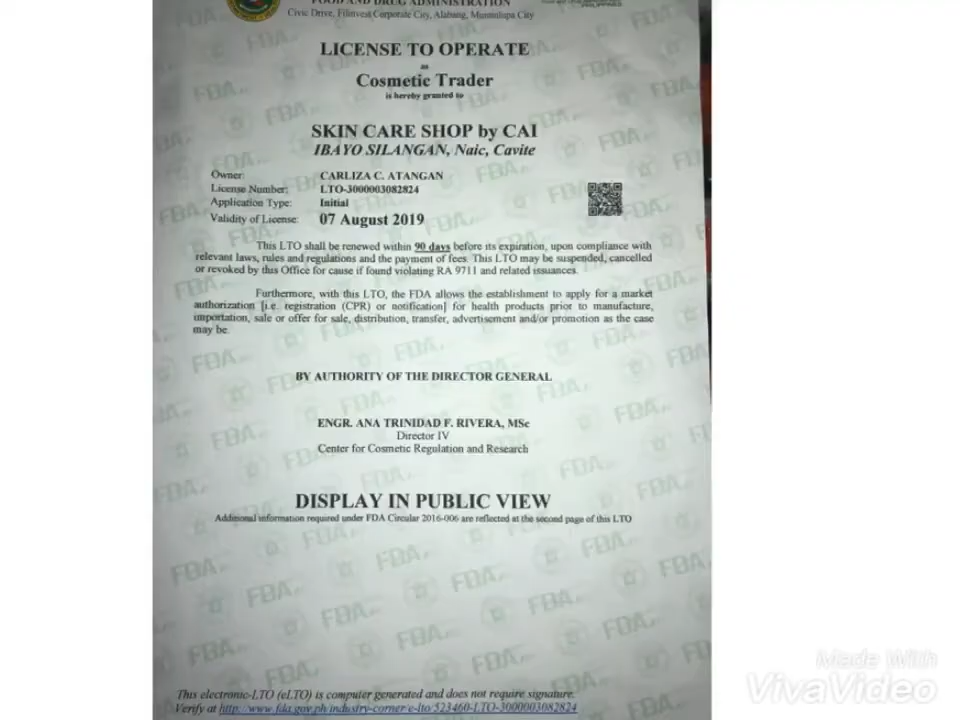 FOOD AND DRUG ADMINISTRATION
Civic Drive, Filinvest Corporate City, Alabang, Muntinlupa City
PHILIPPINES
LICENSE TO OPERATE
as
Cosmetic Trader
is hereby granted to
SKIN CARE SHOP by CAI
IBAYO SILANGAN, Naic, Cavite
Owner: CARLIZA C. ATANGAN
License Number: LTO-3000003082824
Application Type: Initial
Validity of License: 07 August 2019
This LTO shall be renewed within 90 days before its expiration, upon compliance with
relevant laws, rules and regulations and the payment of fees. This LTO may be suspended, cancelled
or revoked by this Office for cause if found violating RA 9711 and related issuances.
Furthermore, with this LTO, the FDA allows the establishment to apply for a market
authorization [i.e. registration (CPR) or notification] for health products prior to manufacture,
importation, sale or offer for sale, distribution, transfer, advertisement and/or promotion as the case
may be.
BY AUTHORITY OF THE DIRECTOR GENERAL
ENGR. ANA TRINIDAD F. RIVERA, MSc
Director IV
Center for Cosmetic Regulation and Research
DISPLAY IN PUBLIC VIEW
Additional information required under FDA Circular 2016-006 are reflected at the second page of this LTO
This electronic-LTO (eLTO) is computer generated and does not require signature.
Verify at http://www.fda.gov.ph/industry-corner/e-lto/523460-LTO-3000003082824
Made With
VivaVideo